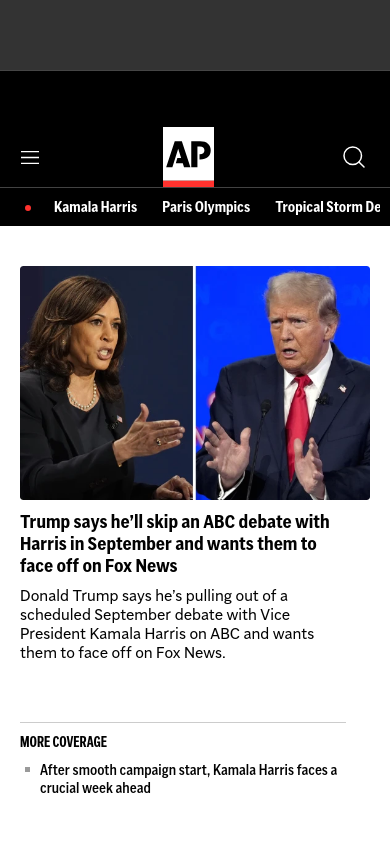 AP
Kamala Harris Paris Olympics Tropical Storm De
Trump says he’ll skip an ABC debate with
Harris in September and wants them to
face off on Fox News
Donald Trump says he’s pulling out of a
scheduled September debate with Vice
President Kamala Harris on ABC and wants
them to face off on Fox News.
MORE COVERAGE
After smooth campaign start, Kamala Harris faces a
crucial week ahead